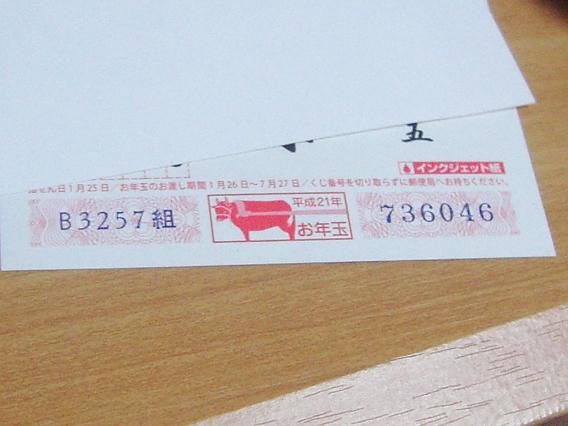 五
インクジェット紙
日1月25日/お年玉のお渡し期間1月26日～7月27日/くじ番号を切り取らずに郵便局へお持ちください。
B3257組
平成21年
お年玉
736046